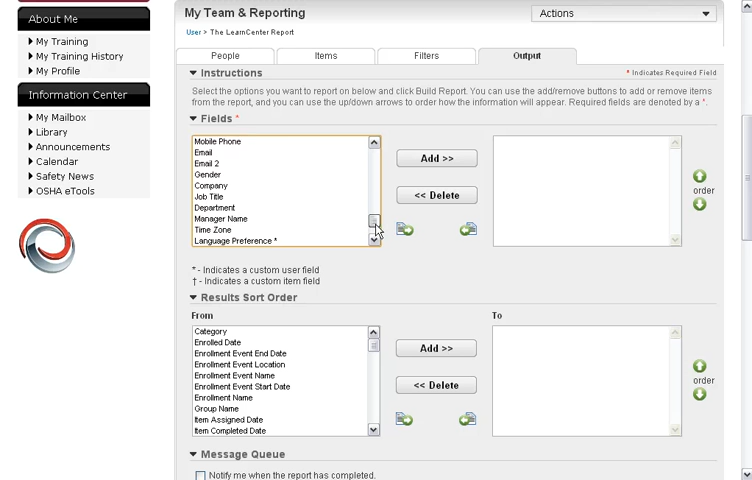 About Me
My Training
My Training History
My Profile
Information Center
My Mailbox
Library
Announcements
Calendar
Safety News
OSHA eTools
My Team & Reporting
Actions
User > The LearnCenter Report
People
Items
Filters
Output
Instructions
* Indicates Required Field
Select the options you want to report on below and click Build Report. You can use the add/remove buttons to add or remove items
from the report, and you can use the up/down arrows to order how the information will appear. Required fields are denoted by a *.
Fields *
Mobile Phone
Email
Email 2
Gender
Company
Job Title
Department
Manager Name
Time Zone
Language Preference *
Add >>
<< Delete
order
* - Indicates a custom user field
† - Indicates a custom item field
Results Sort Order
From
To
Category
Enrolled Date
Enrollment Event End Date
Enrollment Event Location
Enrollment Event Name
Enrollment Event Start Date
Enrollment Name
Group Name
Item Assigned Date
Item Completed Date
Add >>
<< Delete
order
Message Queue
Notify me when the report has completed.